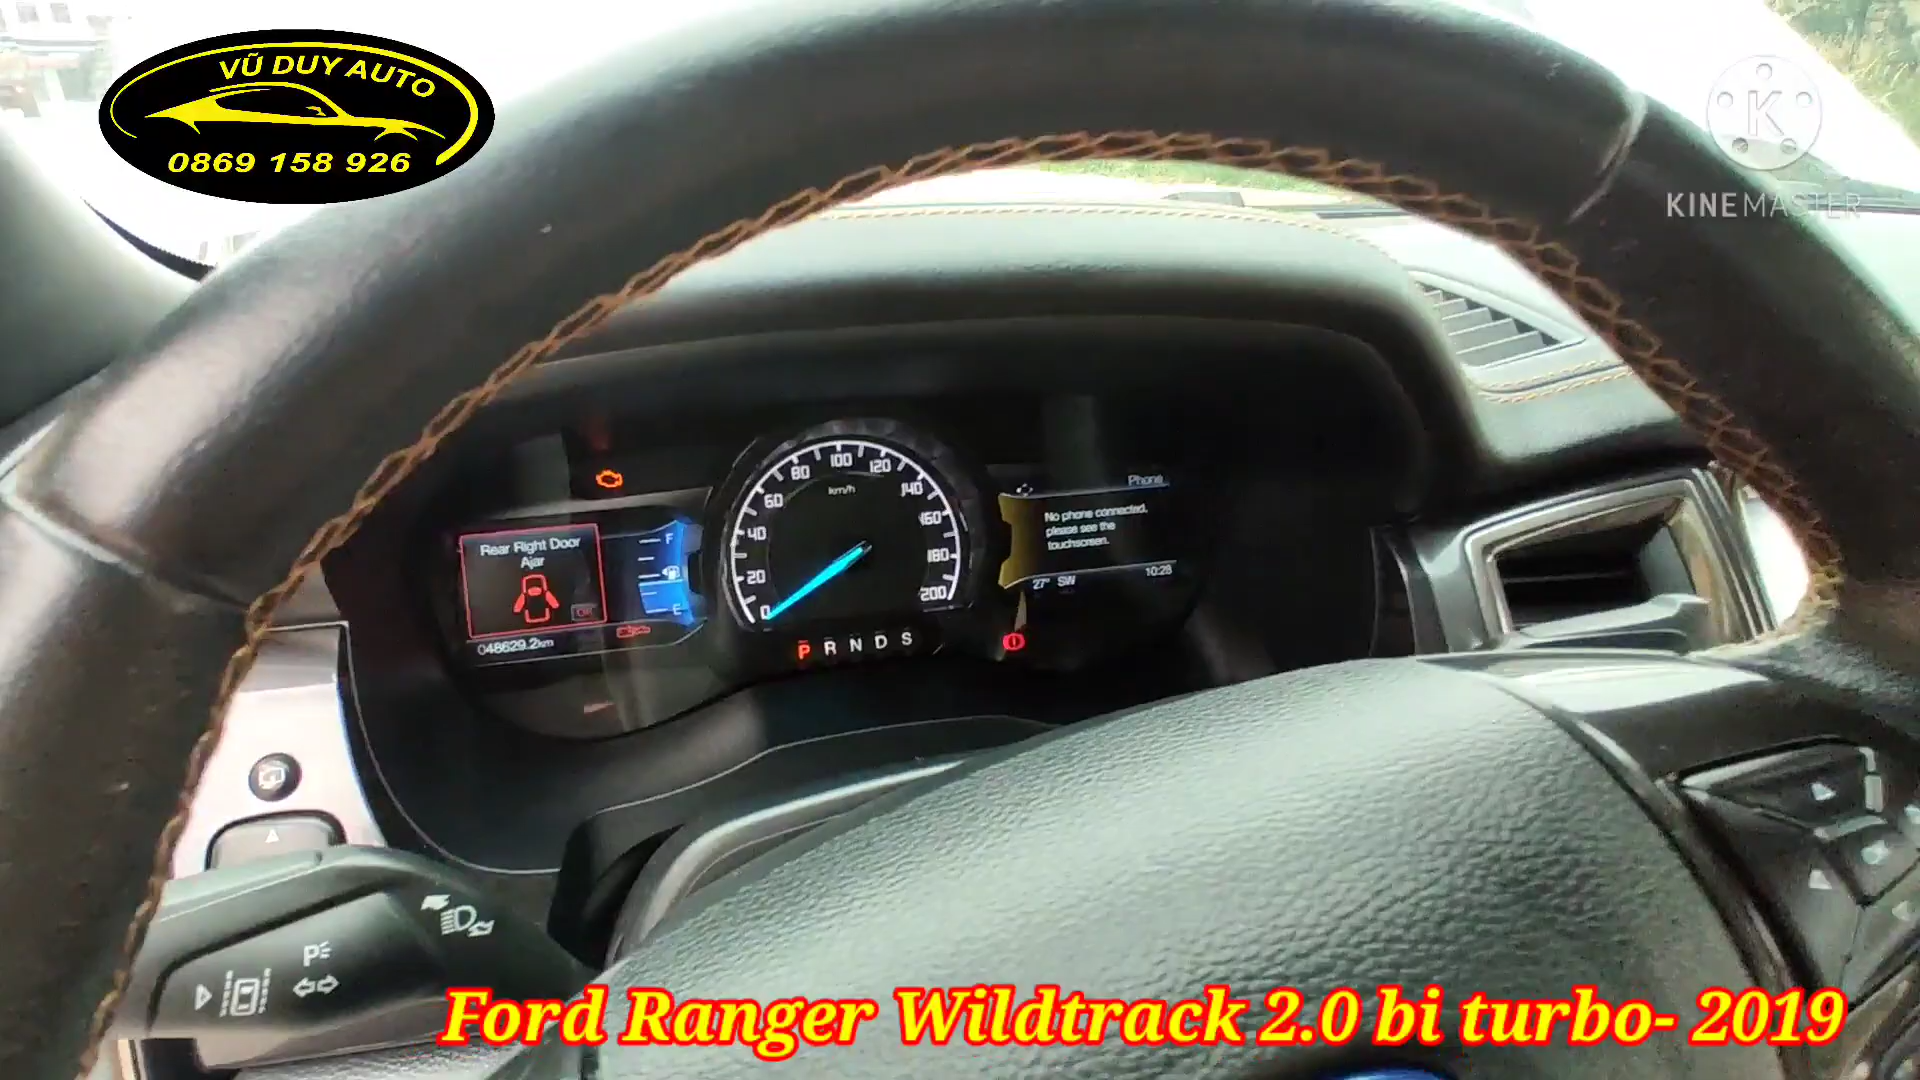 VŨ DUY AUTO
0869 158 926
K
KINEMASTER
Phone
No phone connected,
please see the
touchscreen.
27° SW 10:28
Rear Right Door
Ajar
OK
048629.2km
F
E
0 20 40 60 80 100 120 140 160 180 200
km/h
P R N D S
P
Ford Ranger Wildtrack 2.0 bi turbo- 2019